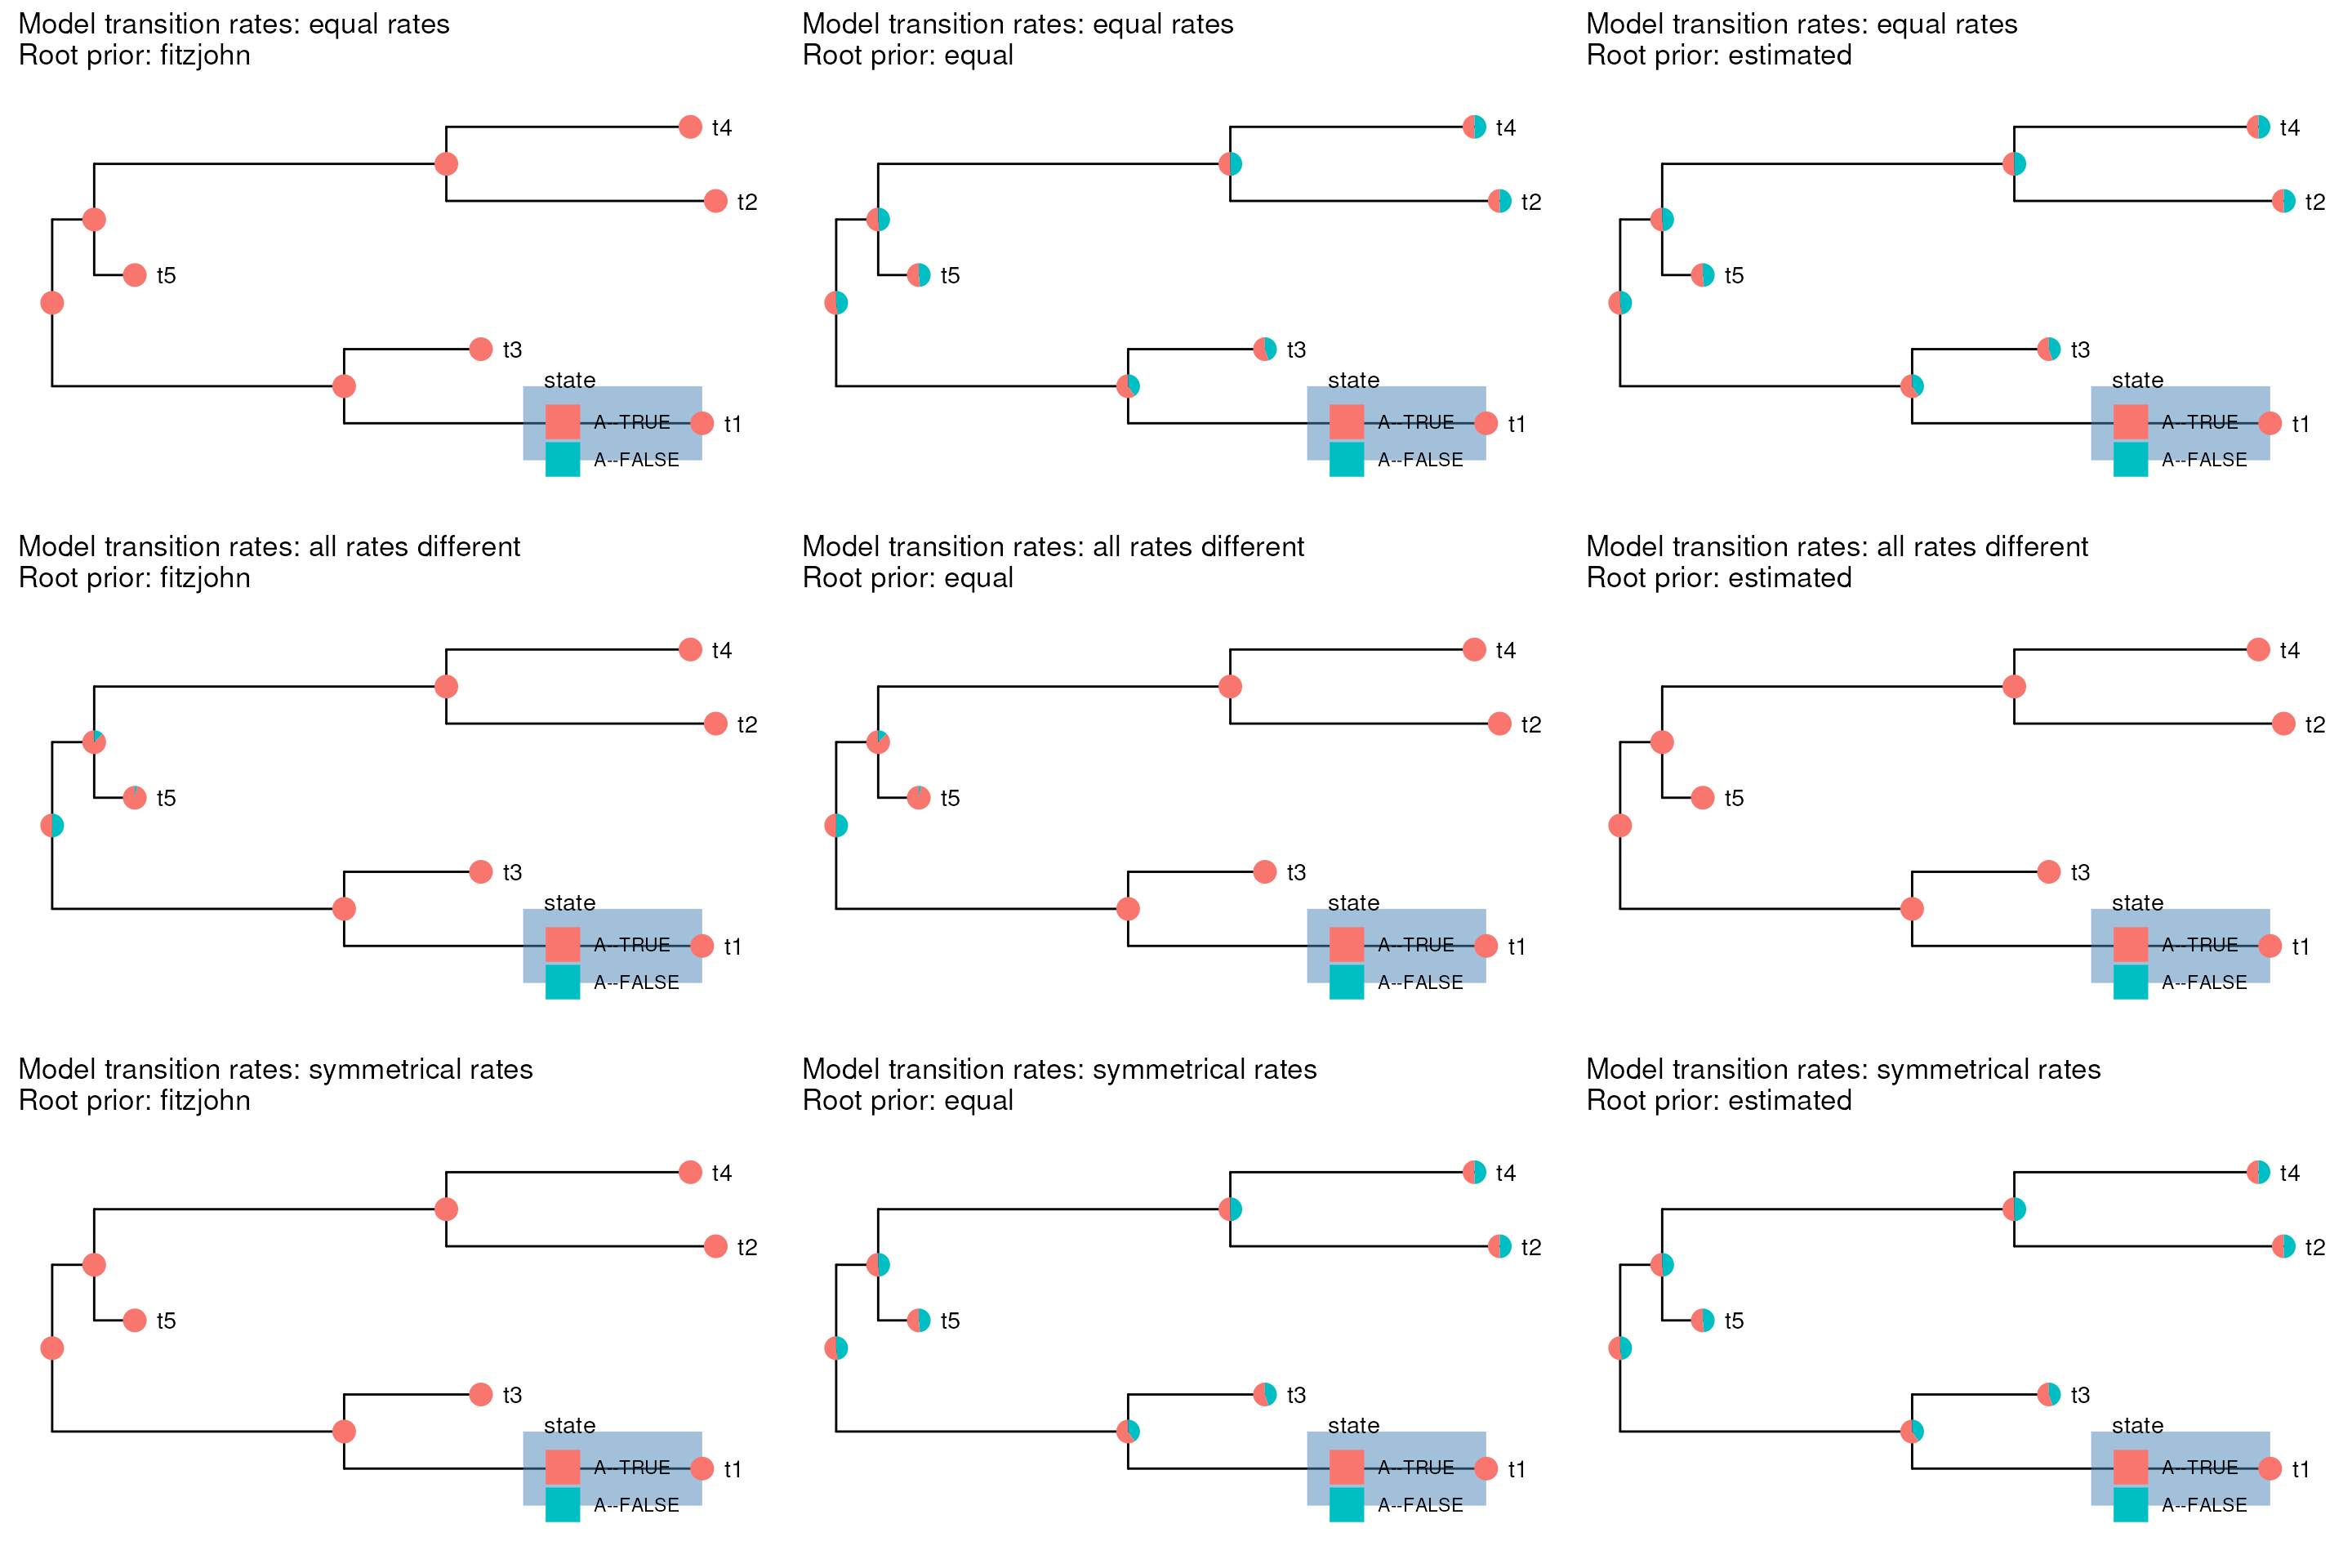 Model transition rates: equal rates
Root prior: fitzjohn
t4
t2
t5
t3
state
A--TRUE
t1
A--FALSE
Model transition rates: equal rates
Root prior: equal
t4
t2
t5
t3
state
A--TRUE
t1
A--FALSE
Model transition rates: equal rates
Root prior: estimated
t4
t2
t5
t3
state
A--TRUE
t1
A--FALSE
Model transition rates: all rates different
Root prior: fitzjohn
t4
t2
t5
t3
state
A--TRUE
t1
A--FALSE
Model transition rates: all rates different
Root prior: equal
t4
t2
t5
t3
state
A--TRUE
t1
A--FALSE
Model transition rates: all rates different
Root prior: estimated
t4
t2
t5
t3
state
A--TRUE
t1
A--FALSE
Model transition rates: symmetrical rates
Root prior: fitzjohn
t4
t2
t5
t3
state
A--TRUE
t1
A--FALSE
Model transition rates: symmetrical rates
Root prior: equal
t4
t2
t5
t3
state
A--TRUE
t1
A--FALSE
Model transition rates: symmetrical rates
Root prior: estimated
t4
t2
t5
t3
state
A--TRUE
t1
A--FALSE